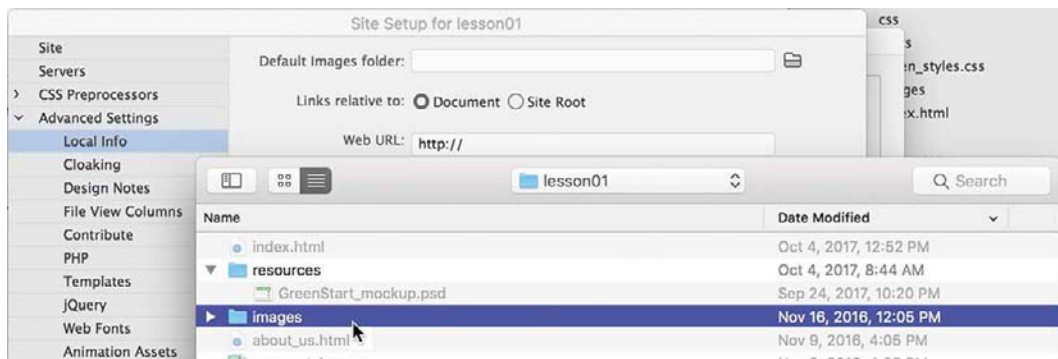 Site Setup for lesson01
css
Site
Default Images folder:
s
Servers
en_styles.css
CSS Preprocessors
ges
Links relative to: Document Site Root
Advanced Settings
ex.html
Local Info
Web URL: http://
Cloaking
Design Notes
lesson01
Search
File View Columns
Name
Date Modified
Contribute
index.html
Oct 4, 2017, 12:52 PM
PHP
resources
Oct 4, 2017, 8:44 AM
Templates
GreenStart_mockup.psd
Sep 24, 2017, 10:20 PM
jQuery
images
Nov 16, 2016, 12:05 PM
Web Fonts
about_us.html
Nov 9, 2016, 4:05 PM
Animation Assets